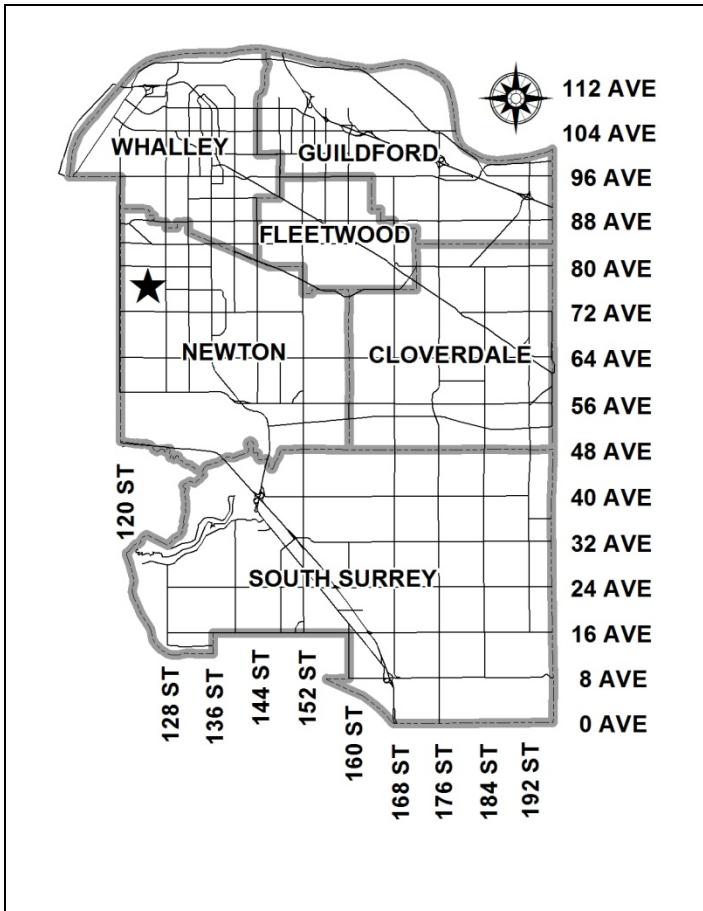 112 AVE
104 AVE
WHALLEY
GUILDFORD
96 AVE
88 AVE
FLEETWOOD
80 AVE
72 AVE
NEWTON
CLOVERDALE
64 AVE
56 AVE
48 AVE
120 ST
40 AVE
32 AVE
SOUTH SURREY
24 AVE
16 AVE
8 AVE
0 AVE
128 ST
136 ST
144 ST
152 ST
160 ST
168 ST
176 ST
184 ST
192 ST